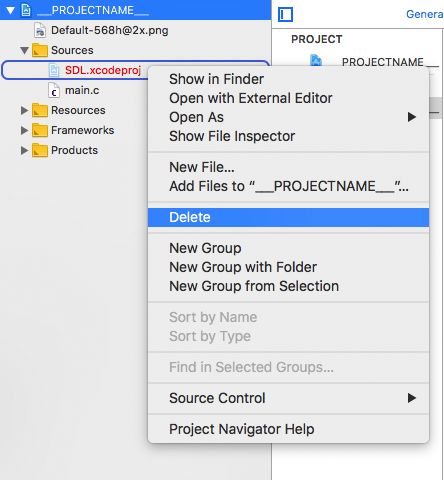 ___PROJECTNAME___
Default-568h@2x.png
Sources
SDL.xcodeproj
main.c
Resources
Frameworks
Products
Genera
PROJECT
PROJECTNAME__
Show in Finder
Open with External Editor
Open As
Show File Inspector
New File...
Add Files to “___PROJECTNAME___”...
Delete
New Group
New Group with Folder
New Group from Selection
Sort by Name
Sort by Type
Find in Selected Groups...
Source Control
Project Navigator Help